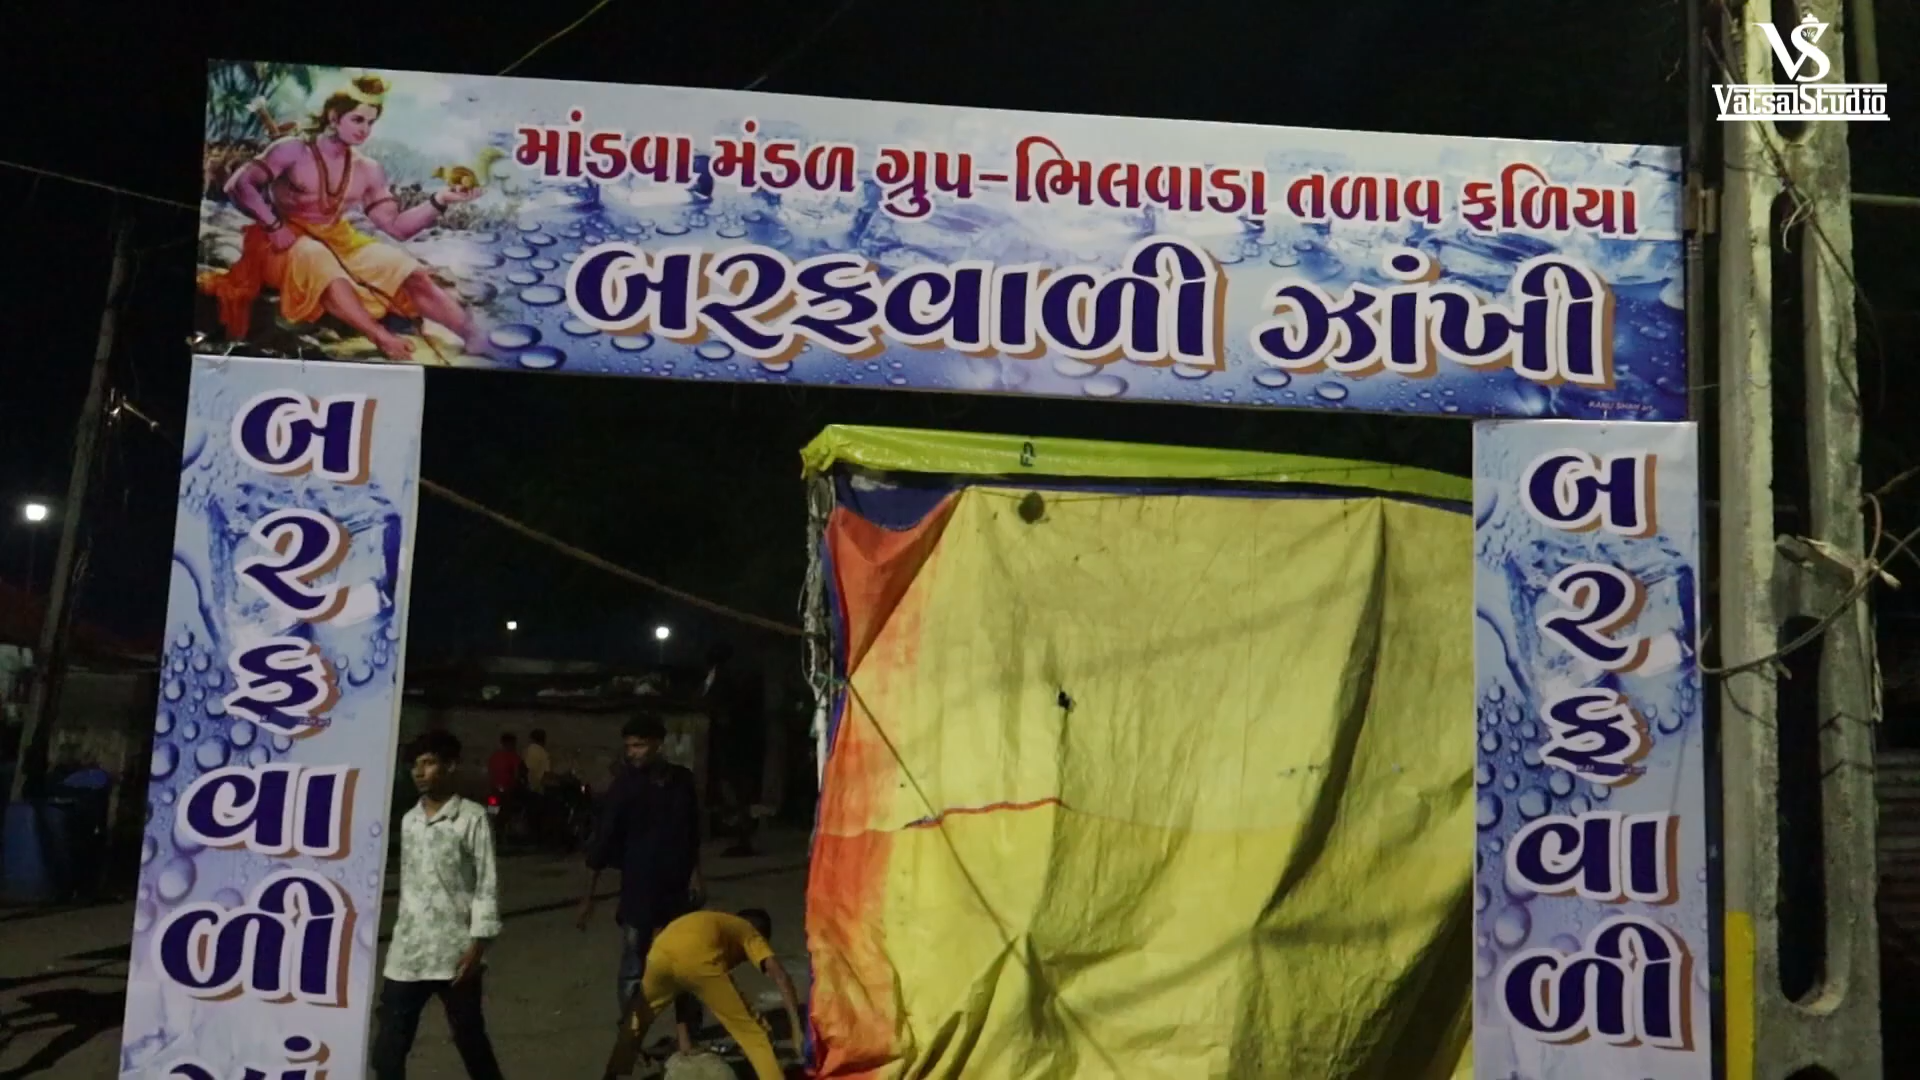 VS
VatsalStudio
માંડવા મંડળ ગ્રુપ-ભિલવાડા તળાવ ફળિયા
બરફવાળી ઝાંખી
બ
ર
ફ
વા
ળી
ઝાં
બ
ર
ફ
વા
ળી